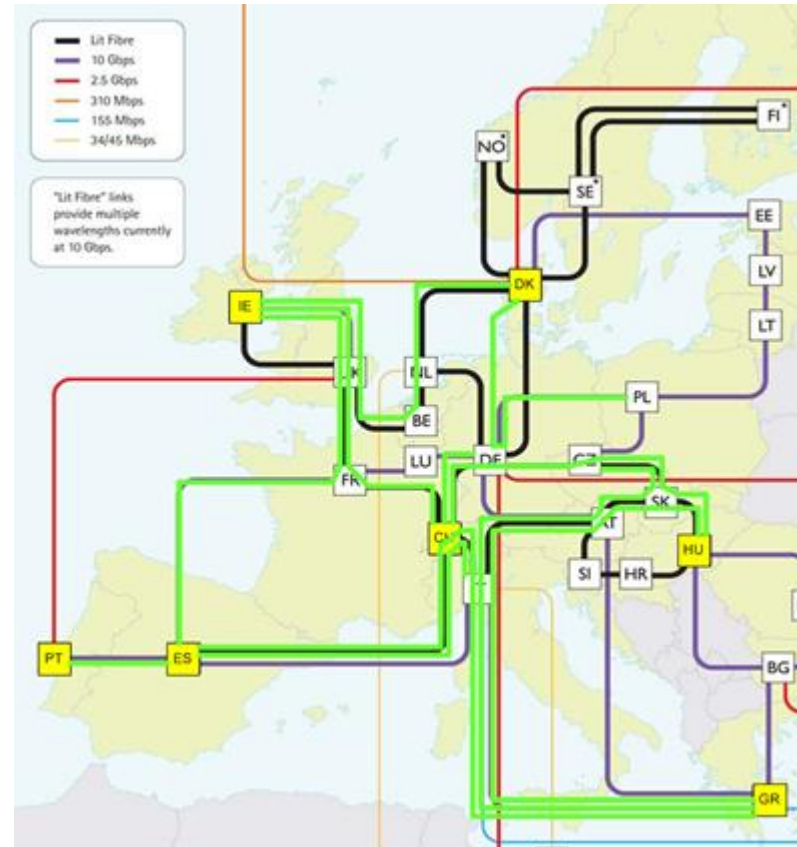 Lit Fibre
10 Gbps
2.5 Gbps
310 Mbps
155 Mbps
34/45 Mbps
"Lit Fibre" links
provide multiple
wavelengths currently
at 10 Gbps.
FI*
NO*
SE*
EE
DK
LV
IE
LT
NL
PL
BE
LU
DE
CZ
FR
SK
HU
SI
HR
PT
ES
BG
GR